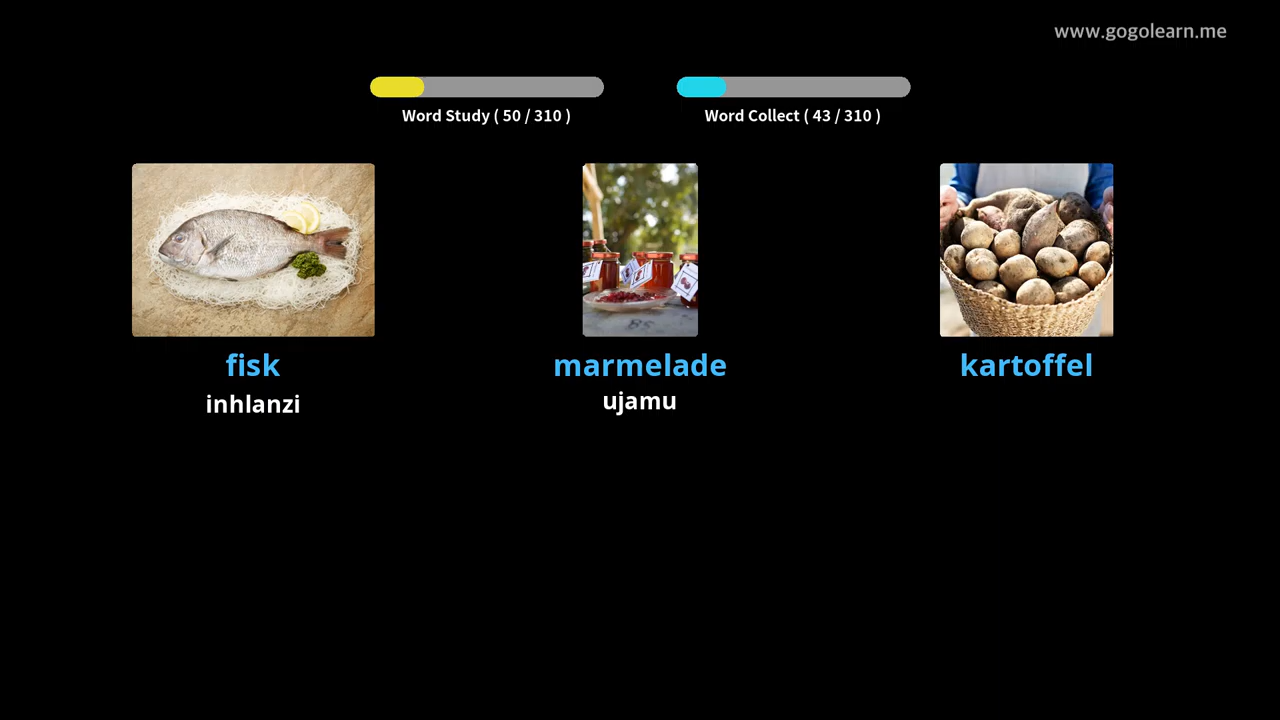 www.gogolearn.me
Word Study ( 50 / 310 )
Word Collect ( 43 / 310 )
fisk
inhlanzi
marmelade
ujamu
kartoffel